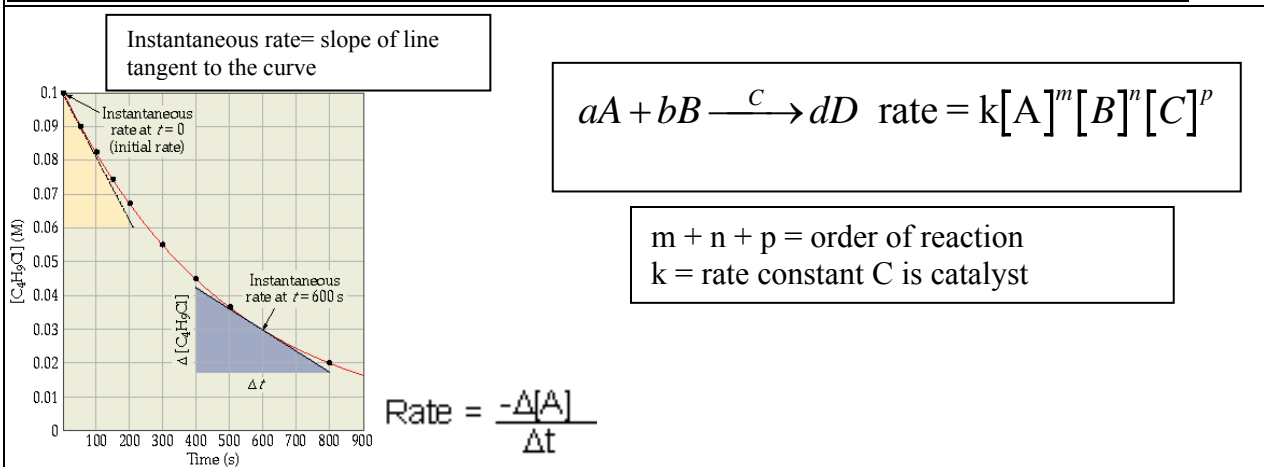 Instantaneous rate= slope of line
tangent to the curve
aA + bB —C→ dD rate = k[A]^m[B]^n[C]^p
m + n + p = order of reaction
k = rate constant C is catalyst
[C₄H₉Cl] (M)
0.1
0.09
0.08
0.07
0.06
0.05
0.04
0.03
0.02
0.01
0
Instantaneous
rate at t = 0
(initial rate)
Instantaneous
rate at t = 600 s
Δ [C₄H₉Cl]
Δt
100 200 300 400 500 600 700 800 900
Time (s)
Rate = -Δ[A]
Δt